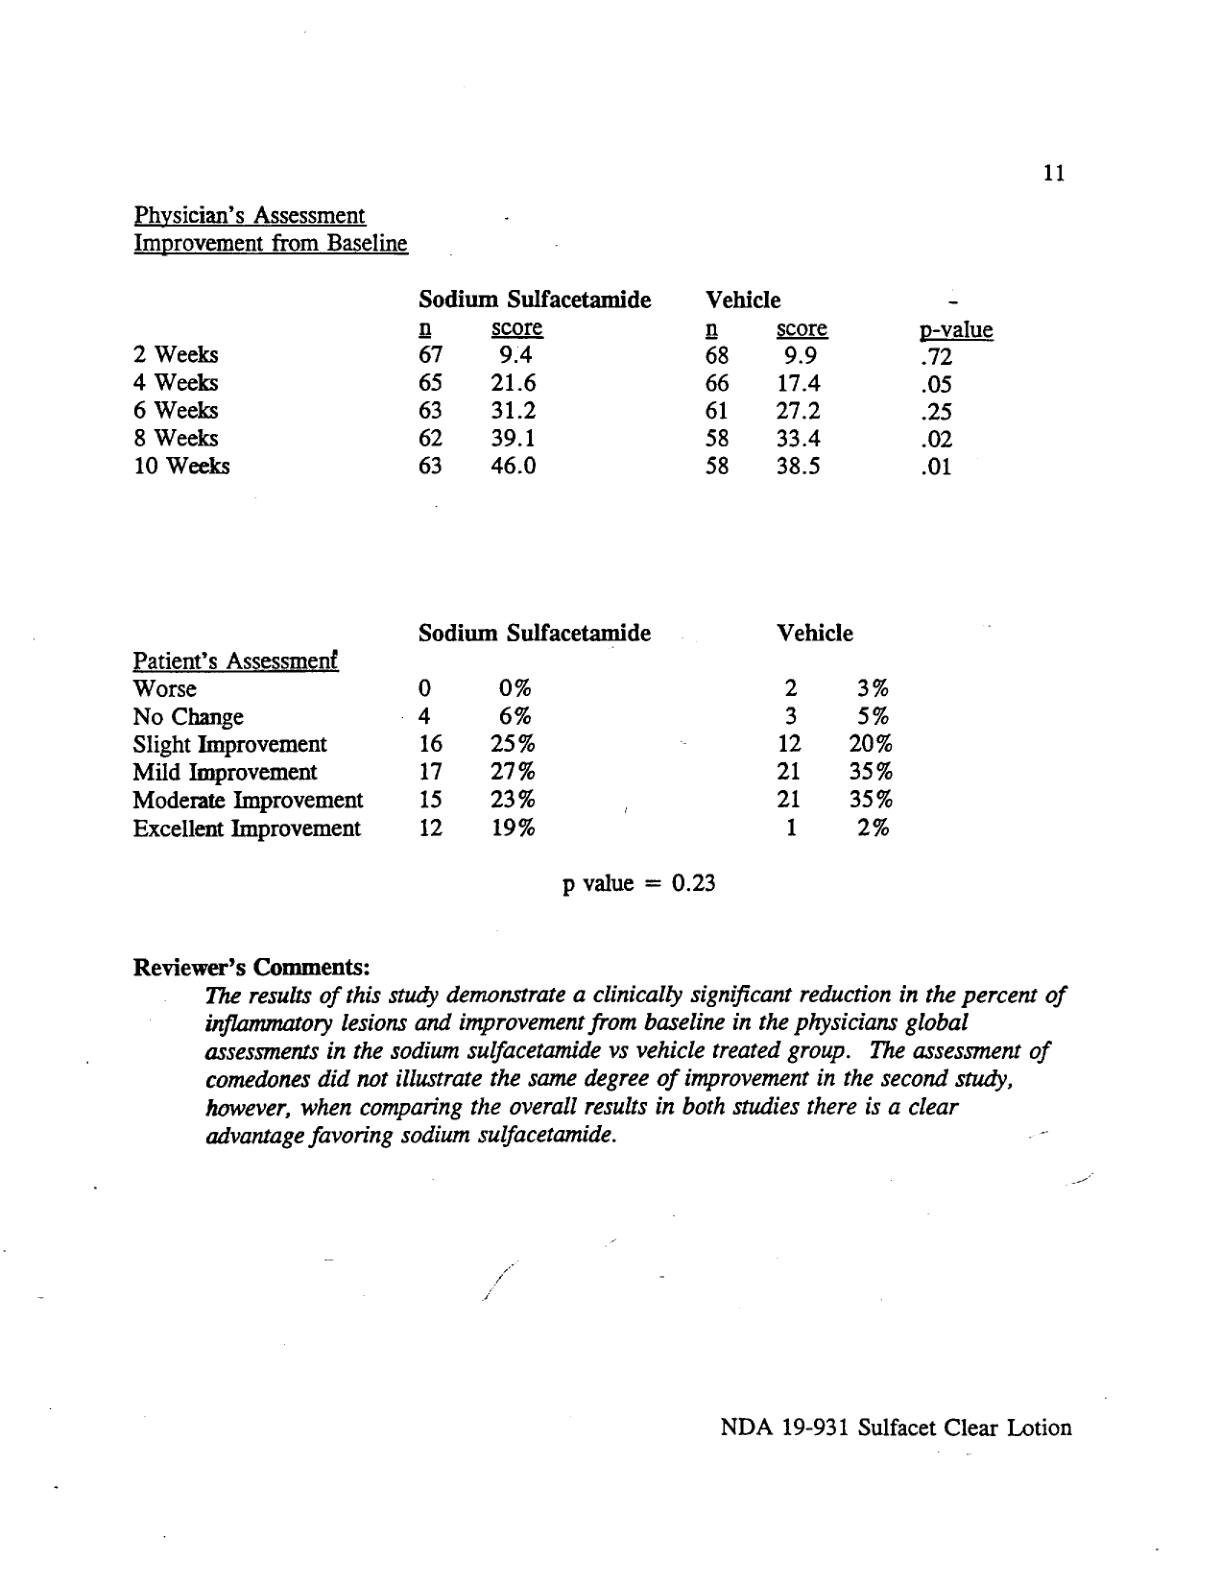 11
Physician's Assessment
Improvement from Baseline
Sodium Sulfacetamide Vehicle
n score n score p-value
2 Weeks 67 9.4 68 9.9 .72
4 Weeks 65 21.6 66 17.4 .05
6 Weeks 63 31.2 61 27.2 .25
8 Weeks 62 39.1 58 33.4 .02
10 Weeks 63 46.0 58 38.5 .01
Sodium Sulfacetamide Vehicle
Patient's Assessment
Worse 0 0% 2 3%
No Change 4 6% 3 5%
Slight Improvement 16 25% 12 20%
Mild Improvement 17 27% 21 35%
Moderate Improvement 15 23% 21 35%
Excellent Improvement 12 19% 1 2%
p value = 0.23
Reviewer's Comments:
The results of this study demonstrate a clinically significant reduction in the percent of
inflammatory lesions and improvement from baseline in the physicians global
assessments in the sodium sulfacetamide vs vehicle treated group. The assessment of
comedones did not illustrate the same degree of improvement in the second study,
however, when comparing the overall results in both studies there is a clear
advantage favoring sodium sulfacetamide.
NDA 19-931 Sulfacet Clear Lotion